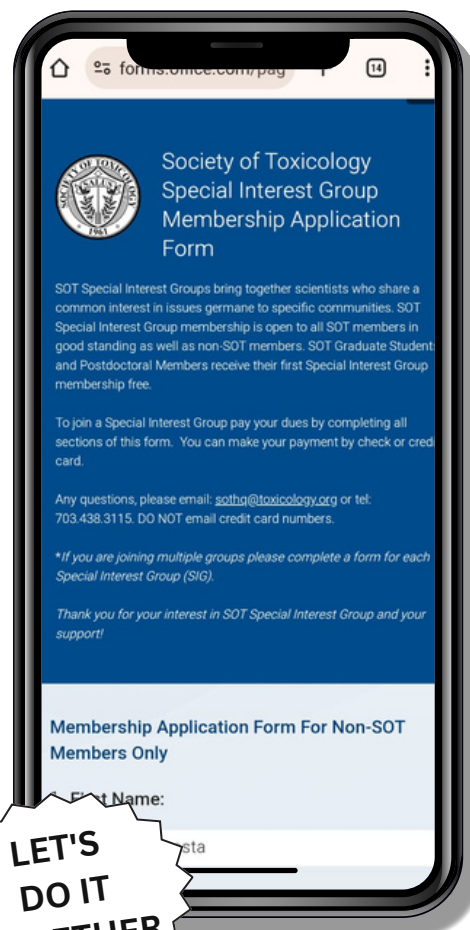 forms.office.com/pag
14
SOCIETY OF TOXICOLOGY
1961
Society of Toxicology
Special Interest Group
Membership Application
Form
SOT Special Interest Groups bring together scientists who share a
common interest in issues germane to specific communities. SOT
Special Interest Group membership is open to all SOT members in
good standing as well as non-SOT members. SOT Graduate Student
and Postdoctoral Members receive their first Special Interest Group
membership free.
To join a Special Interest Group pay your dues by completing all
sections of this form. You can make your payment by check or credi
card.
Any questions, please email: sothq@toxicology.org or tel:
703.438.3115. DO NOT email credit card numbers.
*If you are joining multiple groups please complete a form for each
Special Interest Group (SIG).
Thank you for your interest in SOT Special Interest Group and your
support!
Membership Application Form For Non-SOT
Members Only
First Name:
sta
LET'S
DO IT